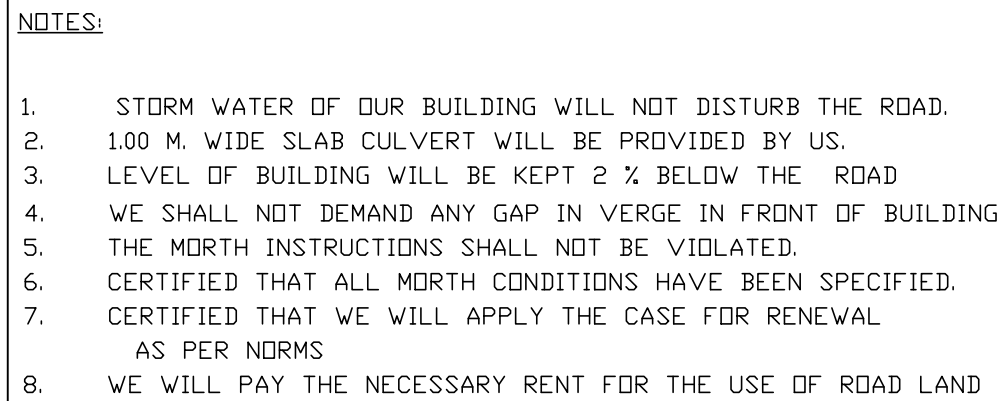 NOTES:
1. STORM WATER OF OUR BUILDING WILL NOT DISTURB THE ROAD.
2. 1.00 M. WIDE SLAB CULVERT WILL BE PROVIDED BY US.
3. LEVEL OF BUILDING WILL BE KEPT 2 % BELOW THE ROAD
4. WE SHALL NOT DEMAND ANY GAP IN VERGE IN FRONT OF BUILDING
5. THE MORTH INSTRUCTIONS SHALL NOT BE VIOLATED.
6. CERTIFIED THAT ALL MORTH CONDITIONS HAVE BEEN SPECIFIED.
7. CERTIFIED THAT WE WILL APPLY THE CASE FOR RENEWAL
AS PER NORMS
8. WE WILL PAY THE NECESSARY RENT FOR THE USE OF ROAD LAND